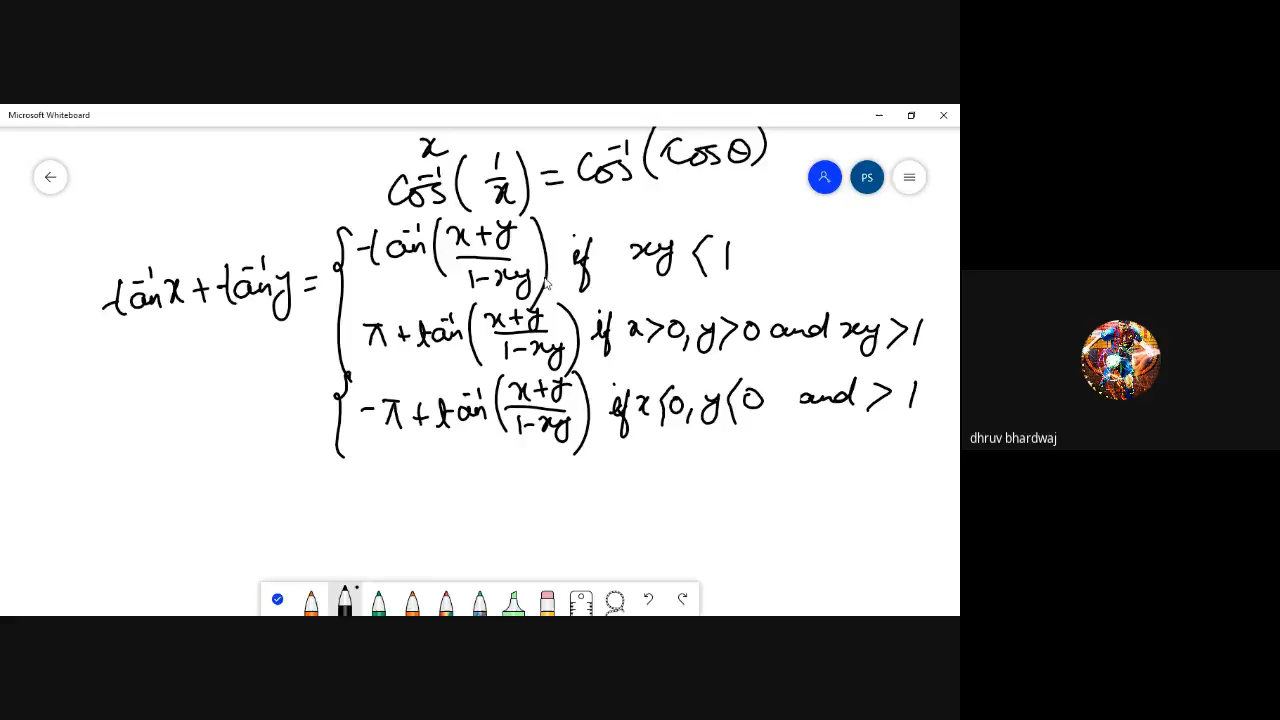 Microsoft Whiteboard
x
Cos⁻¹(1/x) = Cos⁻¹(Cosθ)
PS
tan⁻¹x + tan⁻¹y = { tan⁻¹(x+y/1-xy) if xy < 1
π + tan⁻¹(x+y/1-xy) if x>0, y>0 and xy > 1
-π + tan⁻¹(x+y/1-xy) if x<0, y<0 and > 1
dhruv bhardwaj